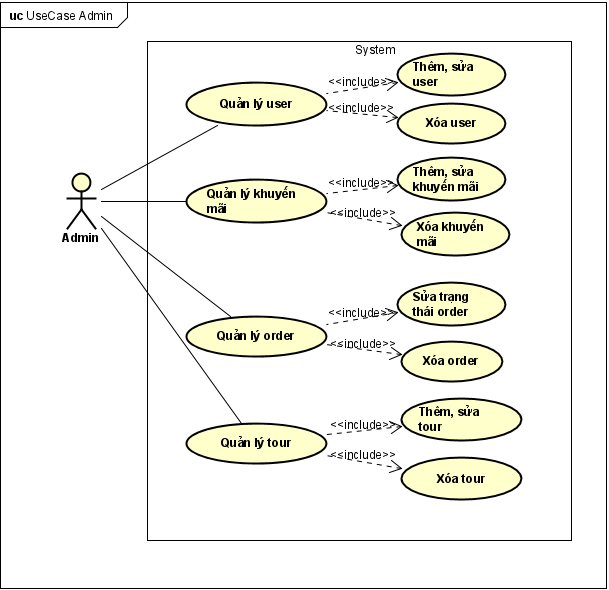 uc UseCase Admin
System
Thêm, sửa
user
<<include>>
Quản lý user
<<include>>
Xóa user
Thêm, sửa
khuyến mãi
<<include>>
Quản lý khuyến
mãi
<<include>>
Xóa khuyến
mãi
Admin
Sửa trạng
thái order
<<include>>
Quản lý order
<<include>>
Xóa order
Thêm, sửa
tour
<<include>>
Quản lý tour
<<include>>
Xóa tour